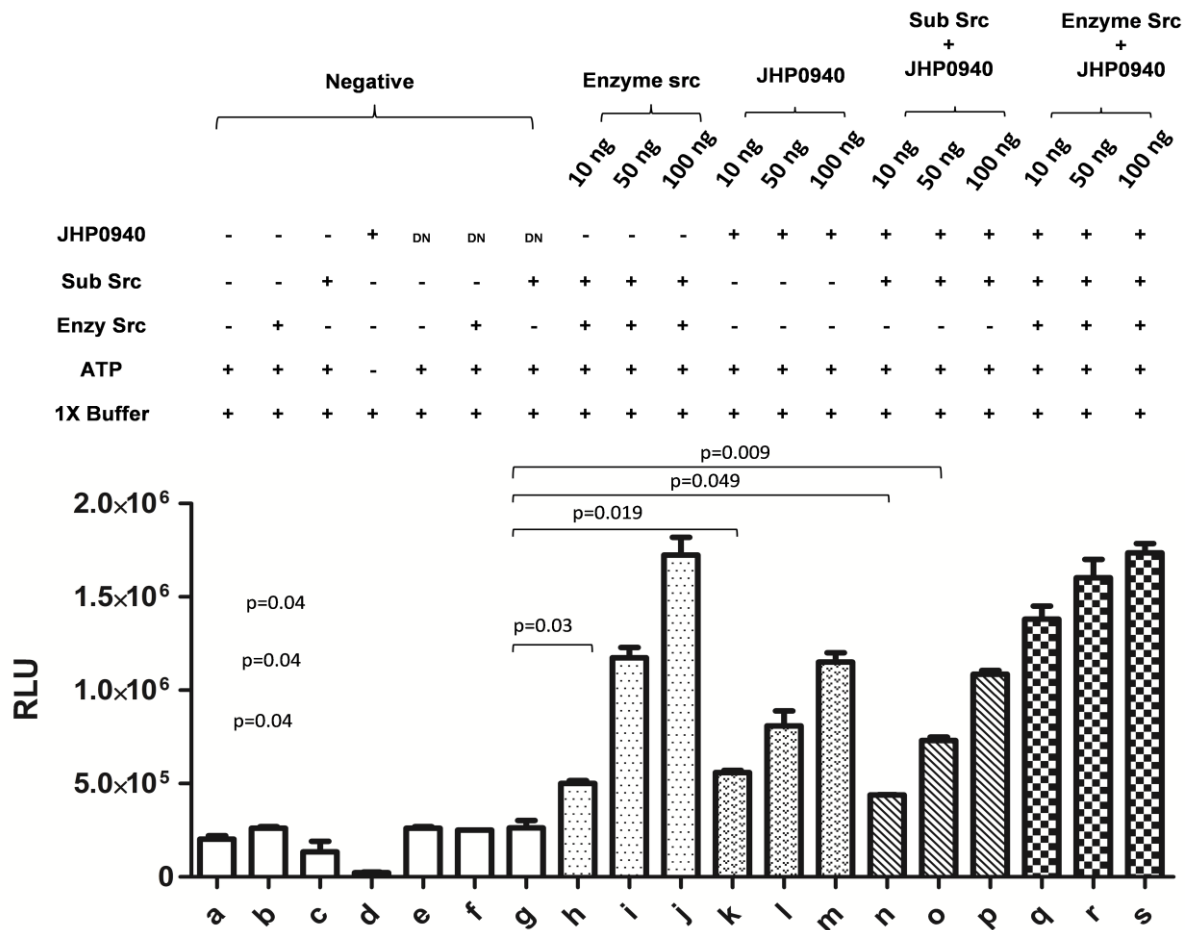 Sub Src
+
JHP0940
Enzyme Src
+
JHP0940
Negative
Enzyme src
JHP0940
10 ng 50 ng 100 ng 10 ng 50 ng 100 ng 10 ng 50 ng 100 ng 10 ng 50 ng 100 ng
JHP0940 - - - + DN DN DN - - - + + + + + + + + +
Sub Src - - + - - - + + + + - - - + + + + + +
Enzy Src - + - - - + - + + + - - - - - - + + +
ATP + + + - + + + + + + + + + + + + + + +
1X Buffer + + + + + + + + + + + + + + + + + + +
p=0.009
p=0.049
p=0.019
p=0.04
p=0.03
p=0.04
p=0.04
RLU
2.0×10⁶
1.5×10⁶
1.0×10⁶
5.0×10⁵
0
a b c d e f g h i j k l m n o p q r s